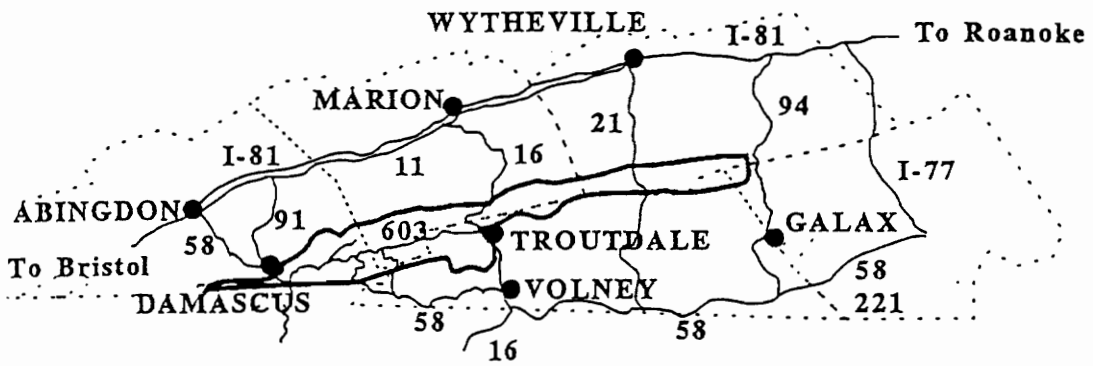 WYTHEVILLE
I-81
To Roanoke
MARION
21
94
I-81
11
16
I-77
ABINGDON
91
58
603
TROUTDALE
GALAX
To Bristol
58
DAMASCUS
VOLNEY
221
58
58
16